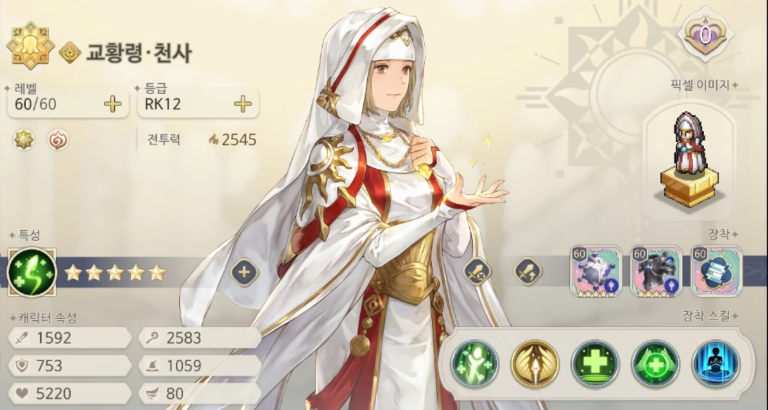 교황령·천사
0
레벨
60/60
등급
RK12
전투력 2545
픽셀 이미지
특성
장착
60 60 60
캐릭터 속성
1592 2583
753 1059
5220 80
장착 스킬